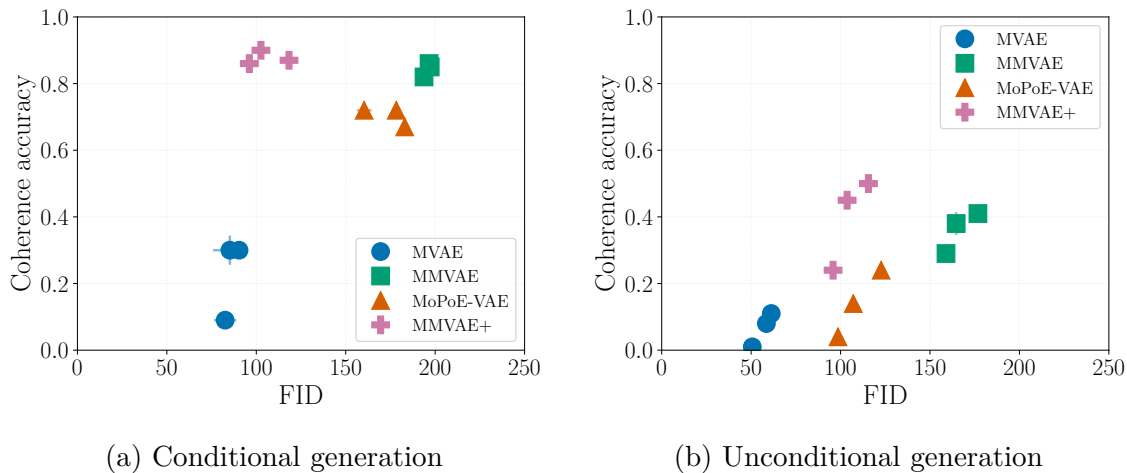 1.0
0.8
0.6
0.4
0.2
0.0
Coherence accuracy
0 50 100 150 200 250
FID
MVAE
MMVAE
MoPoE-VAE
MMVAE+
(a) Conditional generation
1.0
0.8
0.6
0.4
0.2
0.0
Coherence accuracy
0 50 100 150 200 250
FID
MVAE
MMVAE
MoPoE-VAE
MMVAE+
(b) Unconditional generation